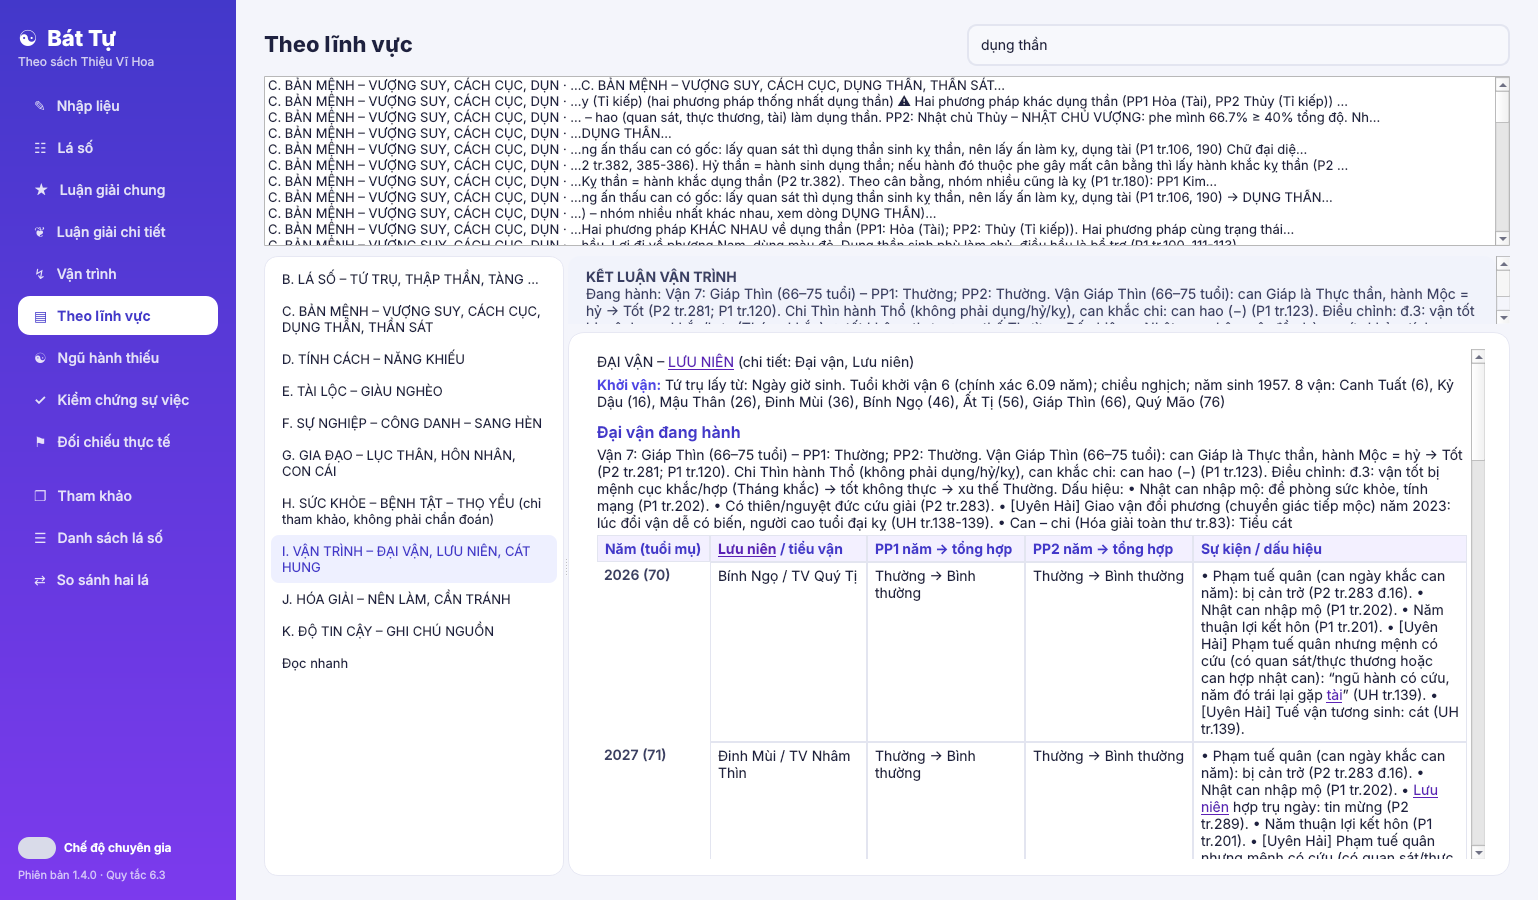 ☯ Bát Tự
Theo sách Thiệu Vĩ Hoa
✎ Nhập liệu
☷ Lá số
★ Luận giải chung
❦ Luận giải chi tiết
↯ Vận trình
▤ Theo lĩnh vực
☯ Ngũ hành thiếu
✓ Kiểm chứng sự việc
⚑ Đối chiếu thực tế
❐ Tham khảo
☰ Danh sách lá số
⇄ So sánh hai lá
Chế độ chuyên gia
Phiên bản 1.4.0 · Quy tắc 6.3
Theo lĩnh vực
dụng thần
C. BẢN MỆNH – VƯỢNG SUY, CÁCH CỤC, DỤN · ...C. BẢN MỆNH – VƯỢNG SUY, CÁCH CỤC, DỤNG THẦN, THẦN SÁT...
C. BẢN MỆNH – VƯỢNG SUY, CÁCH CỤC, DỤN · ...y (Tỉ kiếp) (hai phương pháp thống nhất dụng thần) ⚠ Hai phương pháp khác dụng thần (PP1 Hỏa (Tài), PP2 Thủy (Tỉ kiếp)) ...
C. BẢN MỆNH – VƯỢNG SUY, CÁCH CỤC, DỤN · ... – hao (quan sát, thực thương, tài) làm dụng thần. PP2: Nhật chủ Thủy – NHẬT CHỦ VƯỢNG: phe mình 66.7% ≥ 40% tổng độ. Nh...
C. BẢN MỆNH – VƯỢNG SUY, CÁCH CỤC, DỤN · ...DỤNG THẦN...
C. BẢN MỆNH – VƯỢNG SUY, CÁCH CỤC, DỤN · ...ng ấn thấu can có gốc: lấy quan sát thì dụng thần sinh kỵ thần, nên lấy ấn làm kỵ, dụng tài (P1 tr.106, 190) Chữ đại diệ...
C. BẢN MỆNH – VƯỢNG SUY, CÁCH CỤC, DỤN · ...2 tr.382, 385-386). Hỷ thần = hành sinh dụng thần; nếu hành đó thuộc phe gây mất cân bằng thì lấy hành khắc kỵ thần (P2 ...
C. BẢN MỆNH – VƯỢNG SUY, CÁCH CỤC, DỤN · ...Kỵ thần = hành khắc dụng thần (P2 tr.382). Theo cân bằng, nhóm nhiều cũng là kỵ (P1 tr.180): PP1 Kim...
C. BẢN MỆNH – VƯỢNG SUY, CÁCH CỤC, DỤN · ...ng ấn thấu can có gốc: lấy quan sát thì dụng thần sinh kỵ thần, nên lấy ấn làm kỵ, dụng tài (P1 tr.106, 190) → DỤNG THẦN...
C. BẢN MỆNH – VƯỢNG SUY, CÁCH CỤC, DỤN · ...) – nhóm nhiều nhất khác nhau, xem dòng DỤNG THẦN)...
C. BẢN MỆNH – VƯỢNG SUY, CÁCH CỤC, DỤN · ...Hai phương pháp KHÁC NHAU về dụng thần (PP1: Hỏa (Tài); PP2: Thủy (Tỉ kiếp)). Hai phương pháp cùng trạng thái...
B. LÁ SỐ – TỨ TRỤ, THẬP THẦN, TÀNG ...
C. BẢN MỆNH – VƯỢNG SUY, CÁCH CỤC,
DỤNG THẦN, THẦN SÁT
D. TÍNH CÁCH – NĂNG KHIẾU
E. TÀI LỘC – GIÀU NGHÈO
F. SỰ NGHIỆP – CÔNG DANH – SANG HÈN
G. GIA ĐẠO – LỤC THÂN, HÔN NHÂN,
CON CÁI
H. SỨC KHỎE – BỆNH TẬT – THỌ YỂU (chỉ
tham khảo, không phải chẩn đoán)
I. VẬN TRÌNH – ĐẠI VẬN, LƯU NIÊN, CÁT
HUNG
J. HÓA GIẢI – NÊN LÀM, CẦN TRÁNH
K. ĐỘ TIN CẬY – GHI CHÚ NGUỒN
Đọc nhanh
KẾT LUẬN VẬN TRÌNH
Đang hành: Vận 7: Giáp Thìn (66–75 tuổi) – PP1: Thường; PP2: Thường. Vận Giáp Thìn (66–75 tuổi): can Giáp là Thực thần, hành Mộc =
hỷ → Tốt (P2 tr.281; P1 tr.120). Chi Thìn hành Thổ (không phải dụng/hỷ/kỵ), can khắc chi: can hao (−) (P1 tr.123). Điều chỉnh: đ.3: vận tốt
ĐẠI VẬN – LƯU NIÊN (chi tiết: Đại vận, Lưu niên)
Khởi vận: Tứ trụ lấy từ: Ngày giờ sinh. Tuổi khởi vận 6 (chính xác 6.09 năm); chiều nghịch; năm sinh 1957. 8 vận: Canh Tuất (6), Kỷ
Dậu (16), Mậu Thân (26), Đinh Mùi (36), Bính Ngọ (46), Ất Tị (56), Giáp Thìn (66), Quý Mão (76)
Đại vận đang hành
Vận 7: Giáp Thìn (66–75 tuổi) – PP1: Thường; PP2: Thường. Vận Giáp Thìn (66–75 tuổi): can Giáp là Thực thần, hành Mộc = hỷ → Tốt
(P2 tr.281; P1 tr.120). Chi Thìn hành Thổ (không phải dụng/hỷ/kỵ), can khắc chi: can hao (−) (P1 tr.123). Điều chỉnh: đ.3: vận tốt bị
mệnh cục khắc/hợp (Tháng khắc) → tốt không thực → xu thế Thường. Dấu hiệu: • Nhật can nhập mộ: đề phòng sức khỏe, tính
mạng (P1 tr.202). • Có thiên/nguyệt đức cứu giải (P2 tr.283). • [Uyên Hải] Giao vận đổi phương (chuyển giác tiếp mộc) năm 2023:
lúc đổi vận dễ có biến, người cao tuổi đại kỵ (UH tr.138-139). • Can – chi (Hóa giải toàn thư tr.83): Tiểu cát
Năm (tuổi mụ) Lưu niên / tiểu vận PP1 năm → tổng hợp PP2 năm → tổng hợp Sự kiện / dấu hiệu
2026 (70) Bính Ngọ / TV Quý Tị Thường → Bình Thường → Bình thường • Phạm tuế quân (can ngày khắc can
thường năm): bị cản trở (P2 tr.283 đ.16). •
Nhật can nhập mộ (P1 tr.202). • Năm
thuận lợi kết hôn (P1 tr.201). • [Uyên
Hải] Phạm tuế quân nhưng mệnh có
cứu (có quan sát/thực thương hoặc
can hợp nhật can): “ngũ hành có cứu,
năm đó trái lại gặp tài” (UH tr.139). •
[Uyên Hải] Tuế vận tương sinh: cát (UH
tr.139).
2027 (71) Đinh Mùi / TV Nhâm Thường → Bình Thường → Bình thường • Phạm tuế quân (can ngày khắc can
Thìn thường năm): bị cản trở (P2 tr.283 đ.16). •
Nhật can nhập mộ (P1 tr.202). • Lưu
niên hợp trụ ngày: tin mừng (P2
tr.289). • Năm thuận lợi kết hôn (P1
tr.201). • [Uyên Hải] Phạm tuế quân